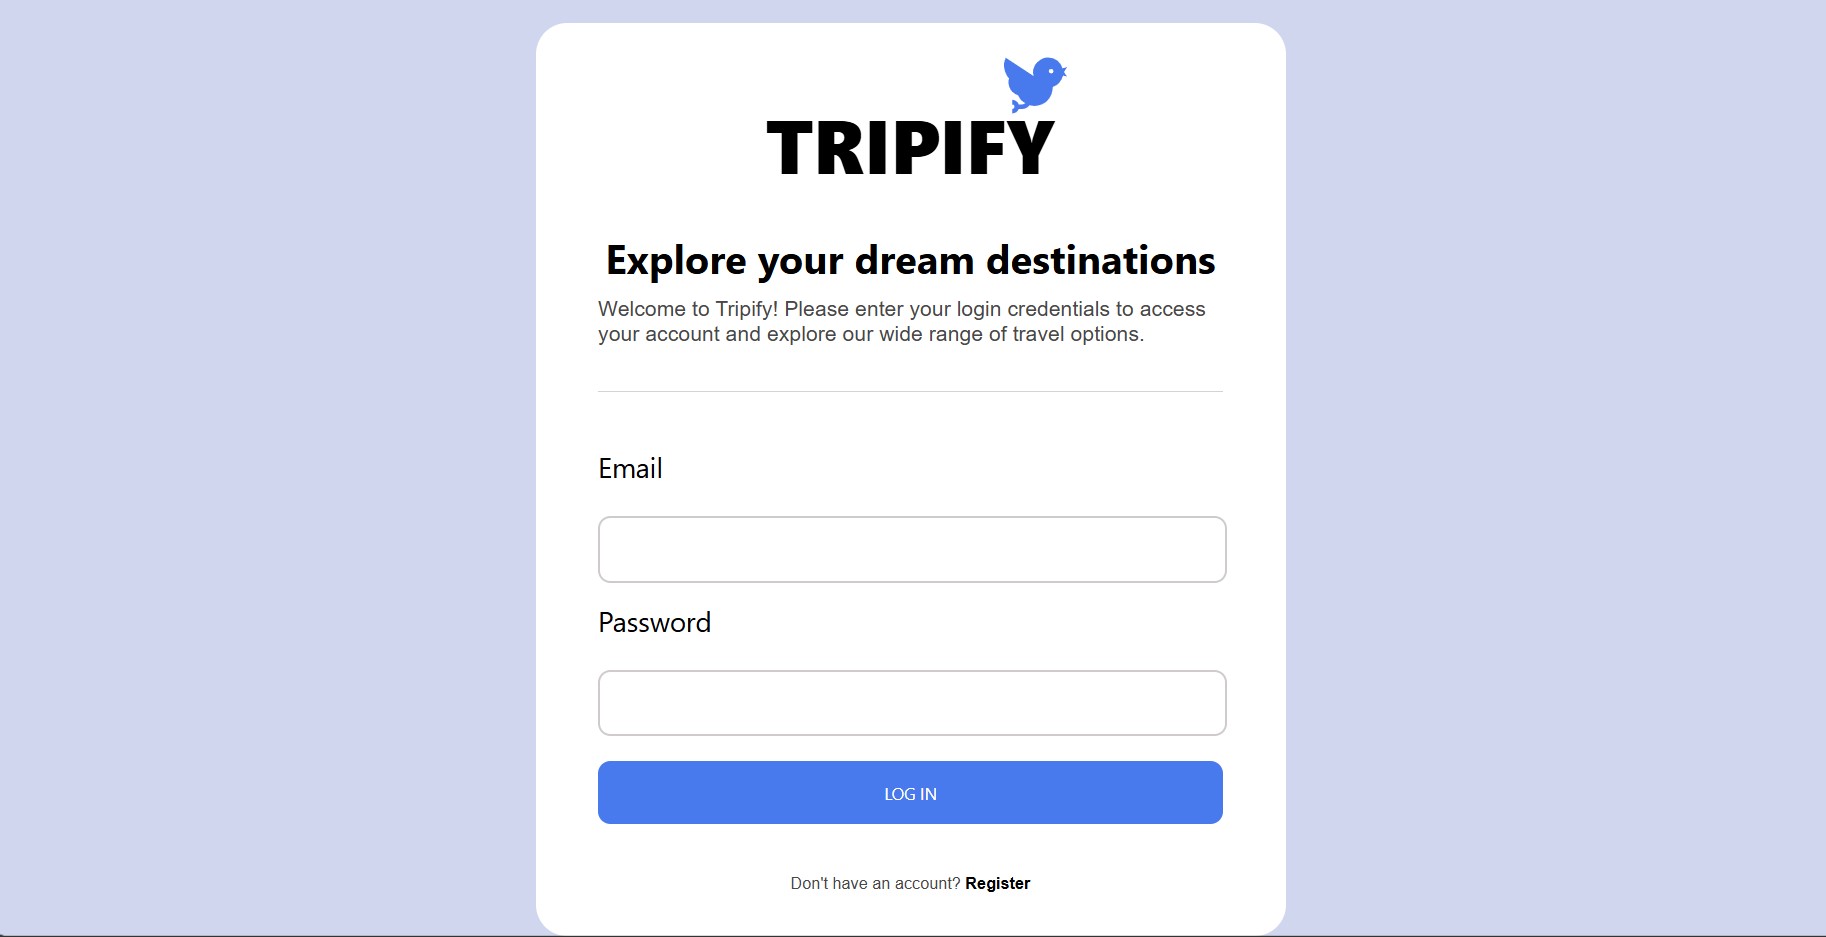 TRIPIFY
Explore your dream destinations
Welcome to Tripify! Please enter your login credentials to access
your account and explore our wide range of travel options.
Email
Password
LOG IN
Don't have an account? Register